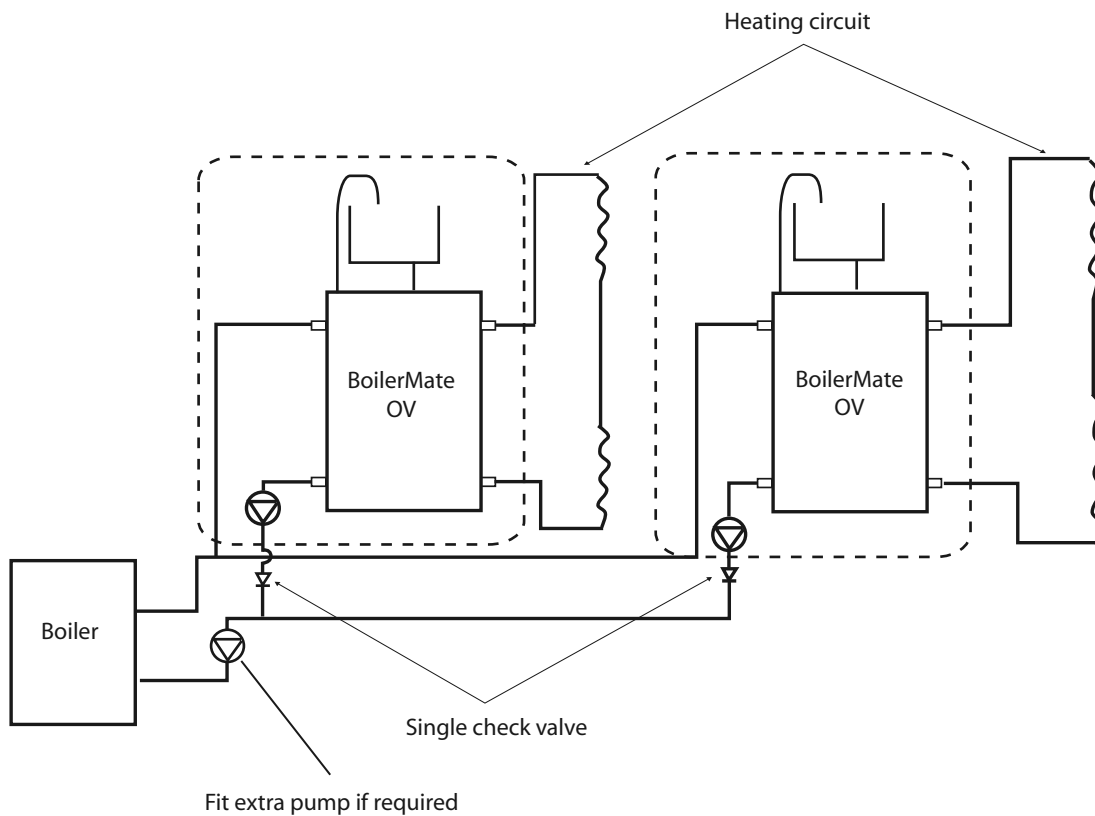 Heating circuit
BoilerMate
OV
BoilerMate
OV
Boiler
Single check valve
Fit extra pump if required